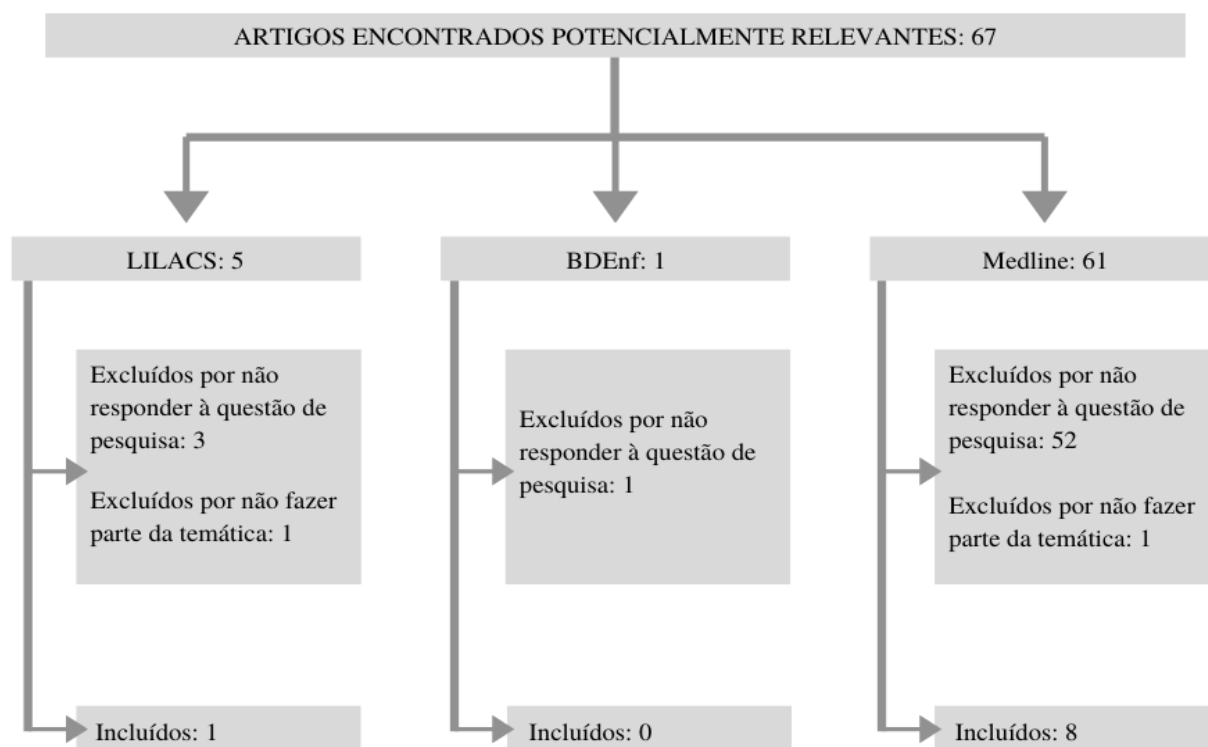 ARTIGOS ENCONTRADOS POTENCIALMENTE RELEVANTES: 67
LILACS: 5
Excluídos por não
responder à questão de
pesquisa: 3
Excluídos por não fazer
parte da temática: 1
Incluídos: 1
BDEnf: 1
Excluídos por não
responder à questão de
pesquisa: 1
Incluídos: 0
Medline: 61
Excluídos por não
responder à questão de
pesquisa: 52
Excluídos por não fazer
parte da temática: 1
Incluídos: 8